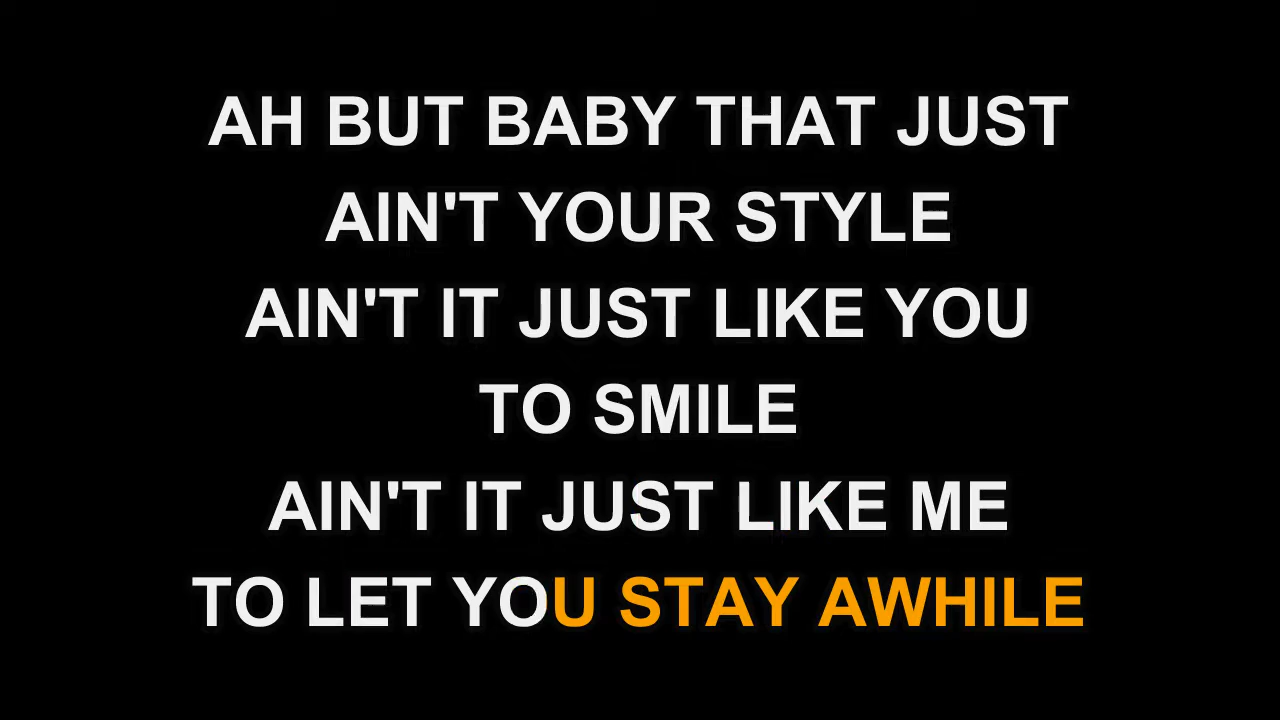 AH BUT BABY THAT JUST
AIN'T YOUR STYLE
AIN'T IT JUST LIKE YOU
TO SMILE
AIN'T IT JUST LIKE ME
TO LET YOU STAY AWHILE